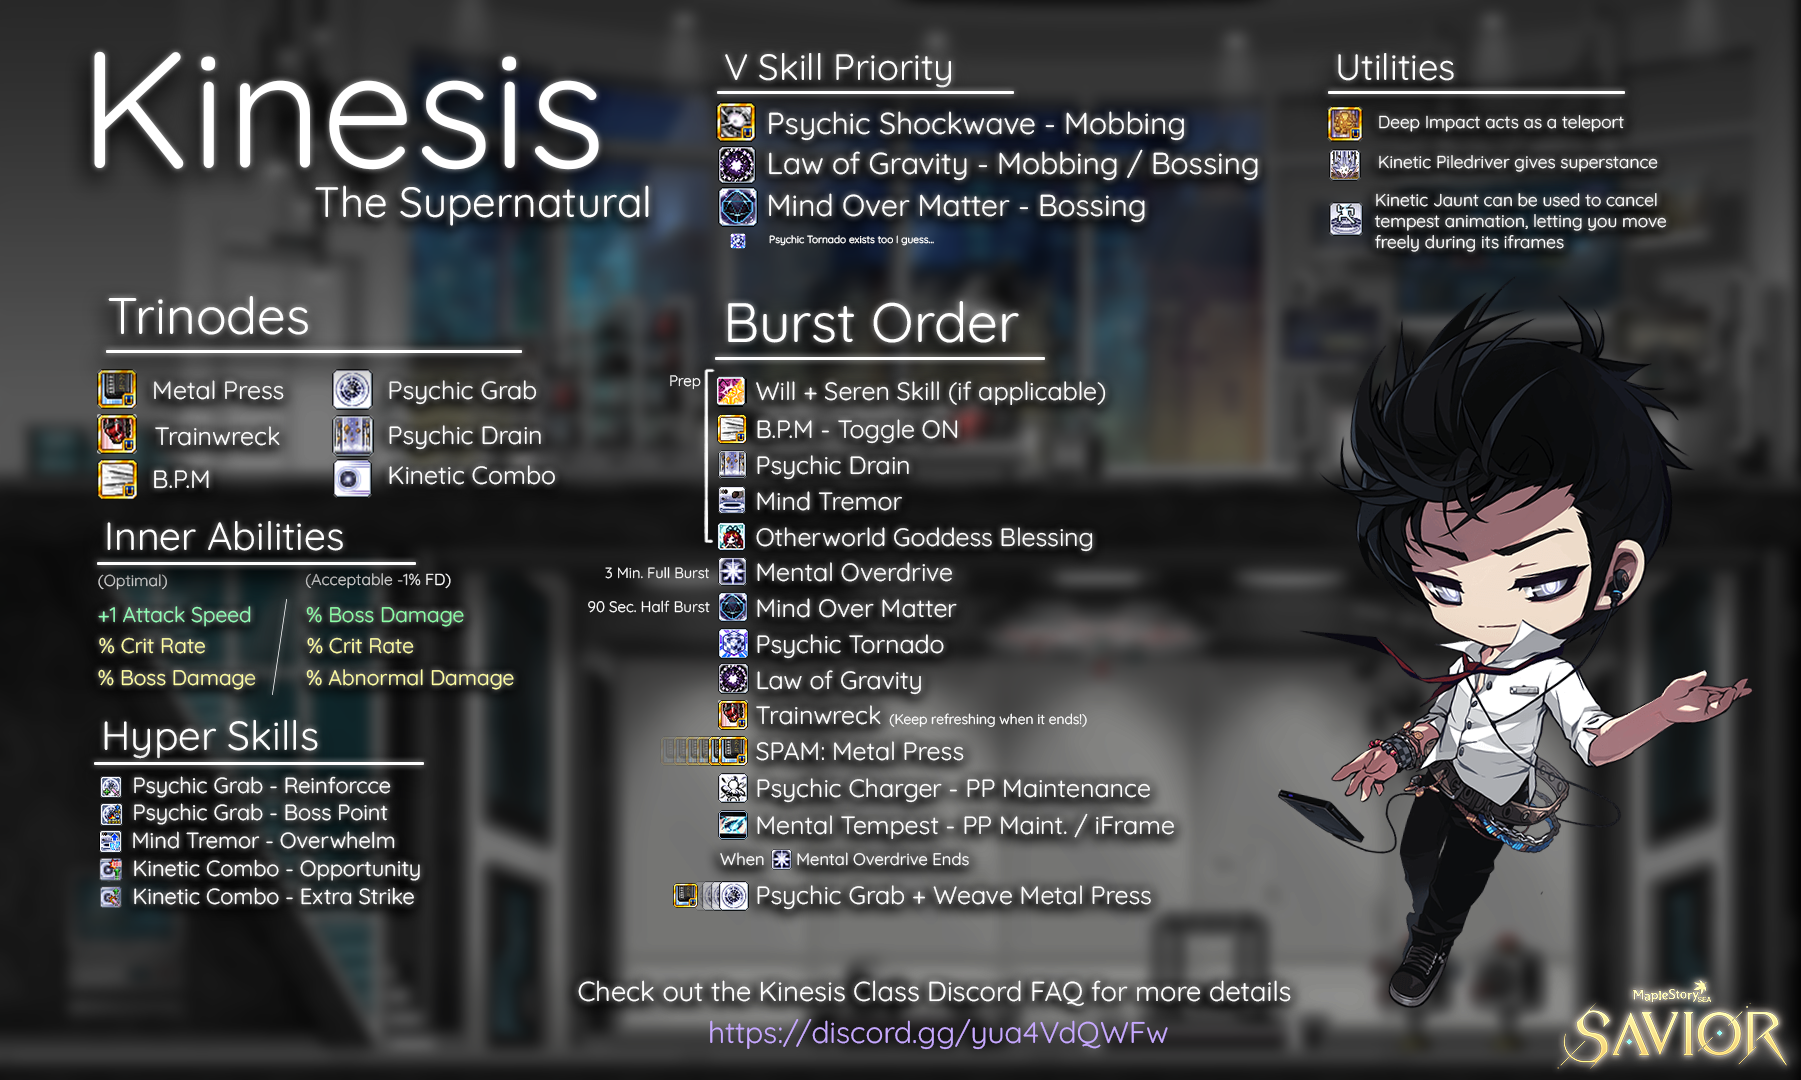 Kinesis
The Supernatural
V Skill Priority
Psychic Shockwave - Mobbing
Law of Gravity - Mobbing / Bossing
Mind Over Matter - Bossing
Psychic Tornado exists too I guess...
Utilities
Deep Impact acts as a teleport
Kinetic Piledriver gives superstance
Kinetic Jaunt can be used to cancel
tempest animation, letting you move
freely during its iframes
Trinodes
Metal Press
Psychic Grab
Trainwreck
Psychic Drain
B.P.M
Kinetic Combo
Inner Abilities
(Optimal)
(Acceptable -1% FD)
+1 Attack Speed
% Boss Damage
% Crit Rate
% Crit Rate
% Boss Damage
% Abnormal Damage
Hyper Skills
Psychic Grab - Reinforcce
Psychic Grab - Boss Point
Mind Tremor - Overwhelm
Kinetic Combo - Opportunity
Kinetic Combo - Extra Strike
Burst Order
Prep
Will + Seren Skill (if applicable)
B.P.M - Toggle ON
Psychic Drain
Mind Tremor
Otherworld Goddess Blessing
3 Min. Full Burst
Mental Overdrive
90 Sec. Half Burst
Mind Over Matter
Psychic Tornado
Law of Gravity
Trainwreck (Keep refreshing when it ends!)
SPAM: Metal Press
Psychic Charger - PP Maintenance
Mental Tempest - PP Maint. / iFrame
When Mental Overdrive Ends
Psychic Grab + Weave Metal Press
Check out the Kinesis Class Discord FAQ for more details
https://discord.gg/yua4VdQWFw
MapleStory SEA
SAVIOR